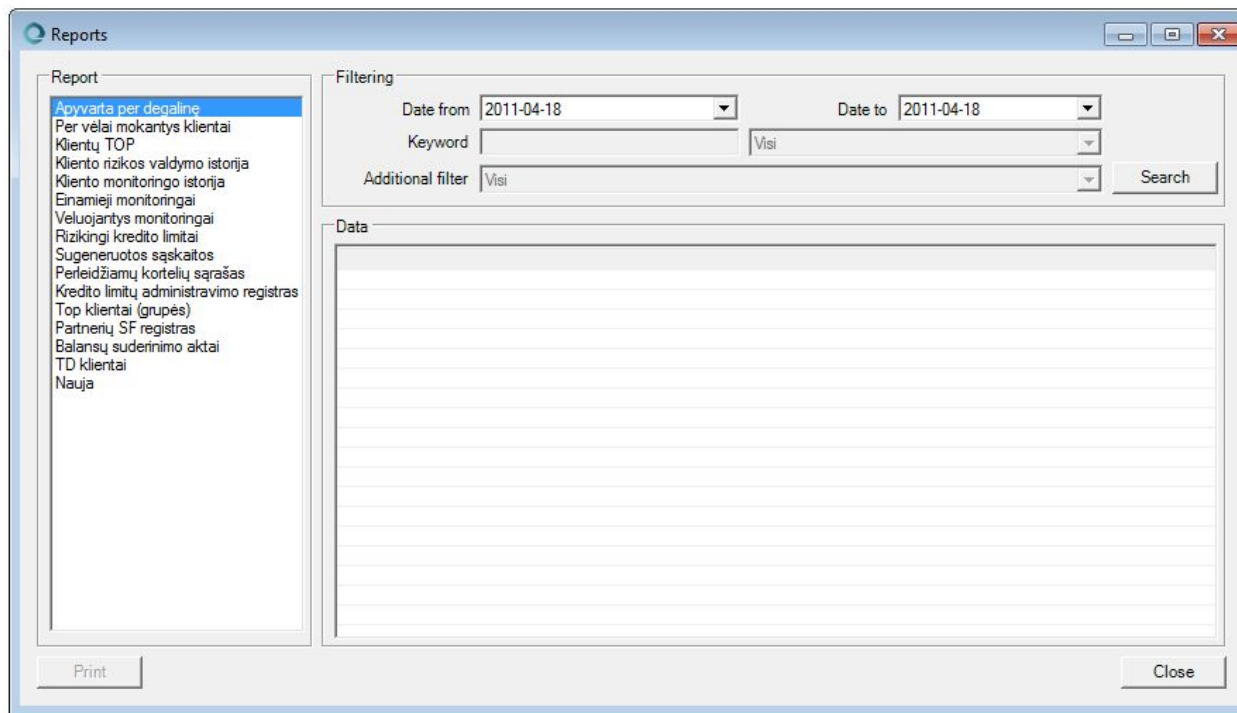 Reports
Report
Apyvarta per degalinę
Per vėlai mokantys klientai
Klientų TOP
Kliento rizikos valdymo istorija
Kliento monitoringo istorija
Einamieji monitoringai
Veluojantys monitoringai
Rizikingi kredito limitai
Sugeneruotos sąskaitos
Perleidžiamų kortelių sąrašas
Kredito limitų administravimo registras
Top klientai (grupės)
Partnerių SF registras
Balansų suderinimo aktai
TD klientai
Nauja
Filtering
Date from 2011-04-18 Date to 2011-04-18
Keyword Visi
Additional filter Visi Search
Data
Print Close